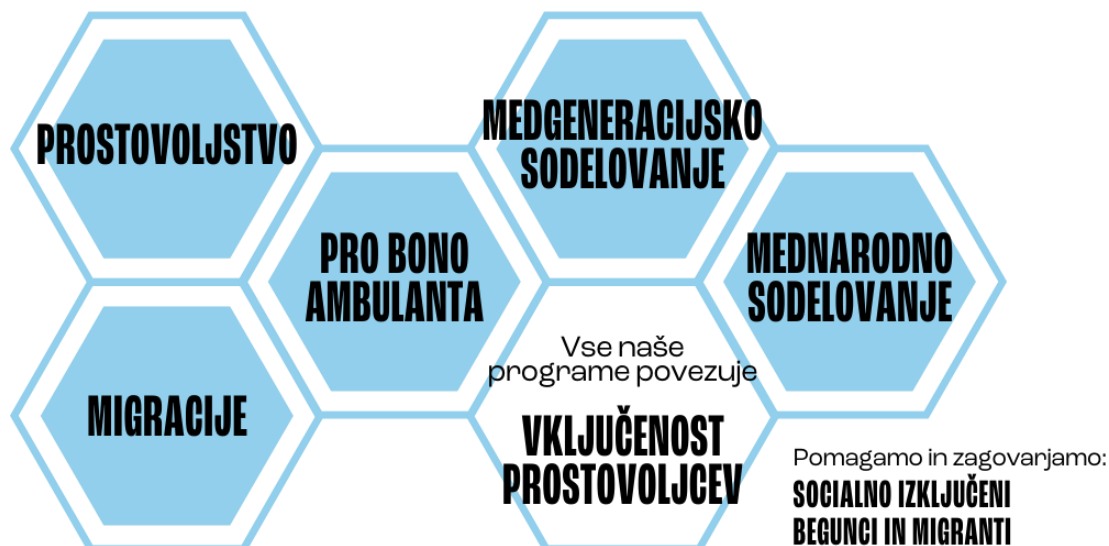 PROSTOVOLJSTVO
MEDGENERACIJSKO
SODELOVANJE
PRO BONO
AMBULANTA
MEDNARODNO
SODELOVANJE
MIGRACIJE
Vse naše
programe povezuje
VKLJUČENOST
PROSTOVOLJCEV
Pomagamo in zagovarjamo:
SOCIALNO IZKLJUČENI
BEGUNCI IN MIGRANTI